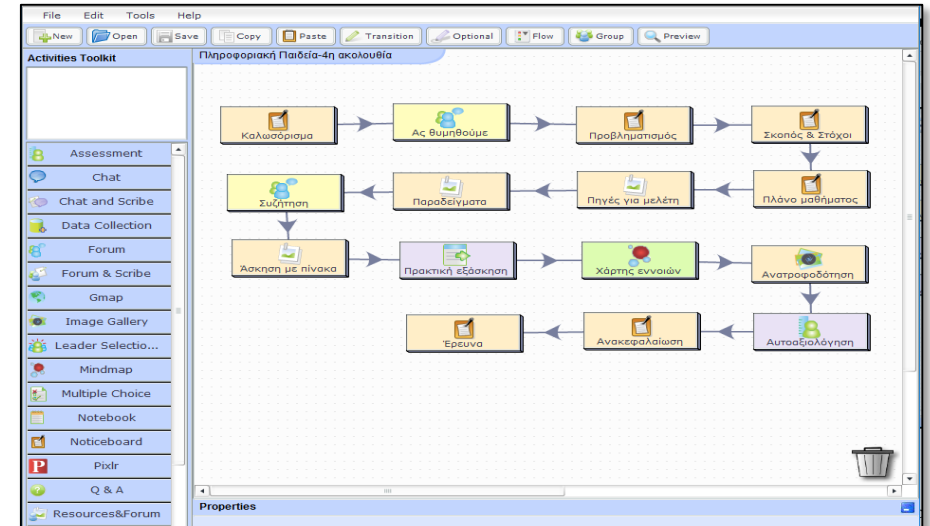 File Edit Tools Help
New Open Save Copy Paste Transition Optional Flow Group Preview
Activities Toolkit
Πληροφοριακή Παιδεία-4η ακολουθία
Καλωσόρισμα
Ας θυμηθούμε
Προβληματισμός
Σκοπός & Στόχοι
Συζήτηση
Παραδείγματα
Πηγές για μελέτη
Πλάνο μαθήματος
Άσκηση με πίνακα
Πρακτική εξάσκηση
Χάρτης εννοιών
Ανατροφοδότηση
Έρευνα
Ανακεφαλαίωση
Αυτοαξιολόγηση
Assessment
Chat
Chat and Scribe
Data Collection
Forum
Forum & Scribe
Gmap
Image Gallery
Leader Selectio...
Mindmap
Multiple Choice
Notebook
Noticeboard
Pixlr
Q & A
Resources&Forum
Properties